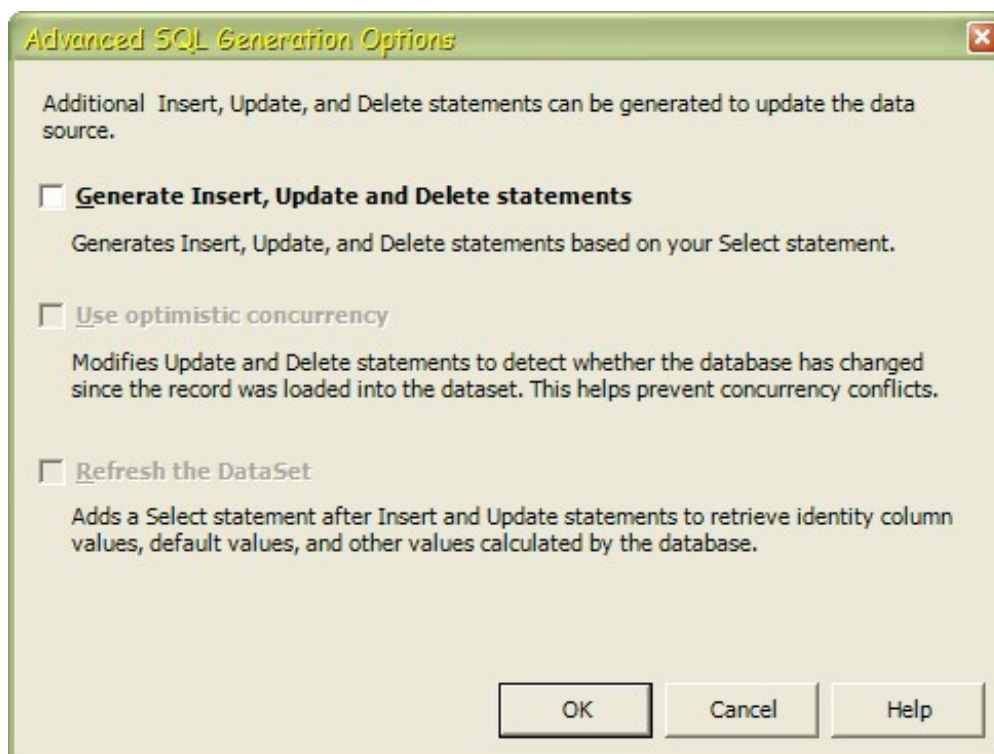 Advanced SQL Generation Options
Additional  Insert, Update, and Delete statements can be generated to update the data
source.
Generate Insert, Update and Delete statements
Generates Insert, Update, and Delete statements based on your Select statement.
Use optimistic concurrency
Modifies Update and Delete statements to detect whether the database has changed
since the record was loaded into the dataset. This helps prevent concurrency conflicts.
Refresh the DataSet
Adds a Select statement after Insert and Update statements to retrieve identity column
values, default values, and other values calculated by the database.
OK
Cancel
Help